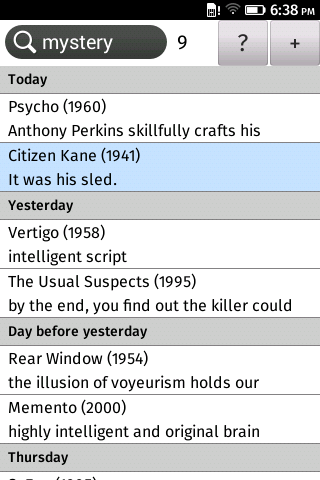 6:38 PM
mystery 9 ? +
Today
Psycho (1960)
Anthony Perkins skillfully crafts his
Citizen Kane (1941)
It was his sled.
Yesterday
Vertigo (1958)
intelligent script
The Usual Suspects (1995)
by the end, you find out the killer could
Day before yesterday
Rear Window (1954)
the illusion of voyeurism holds our
Memento (2000)
highly intelligent and original brain
Thursday